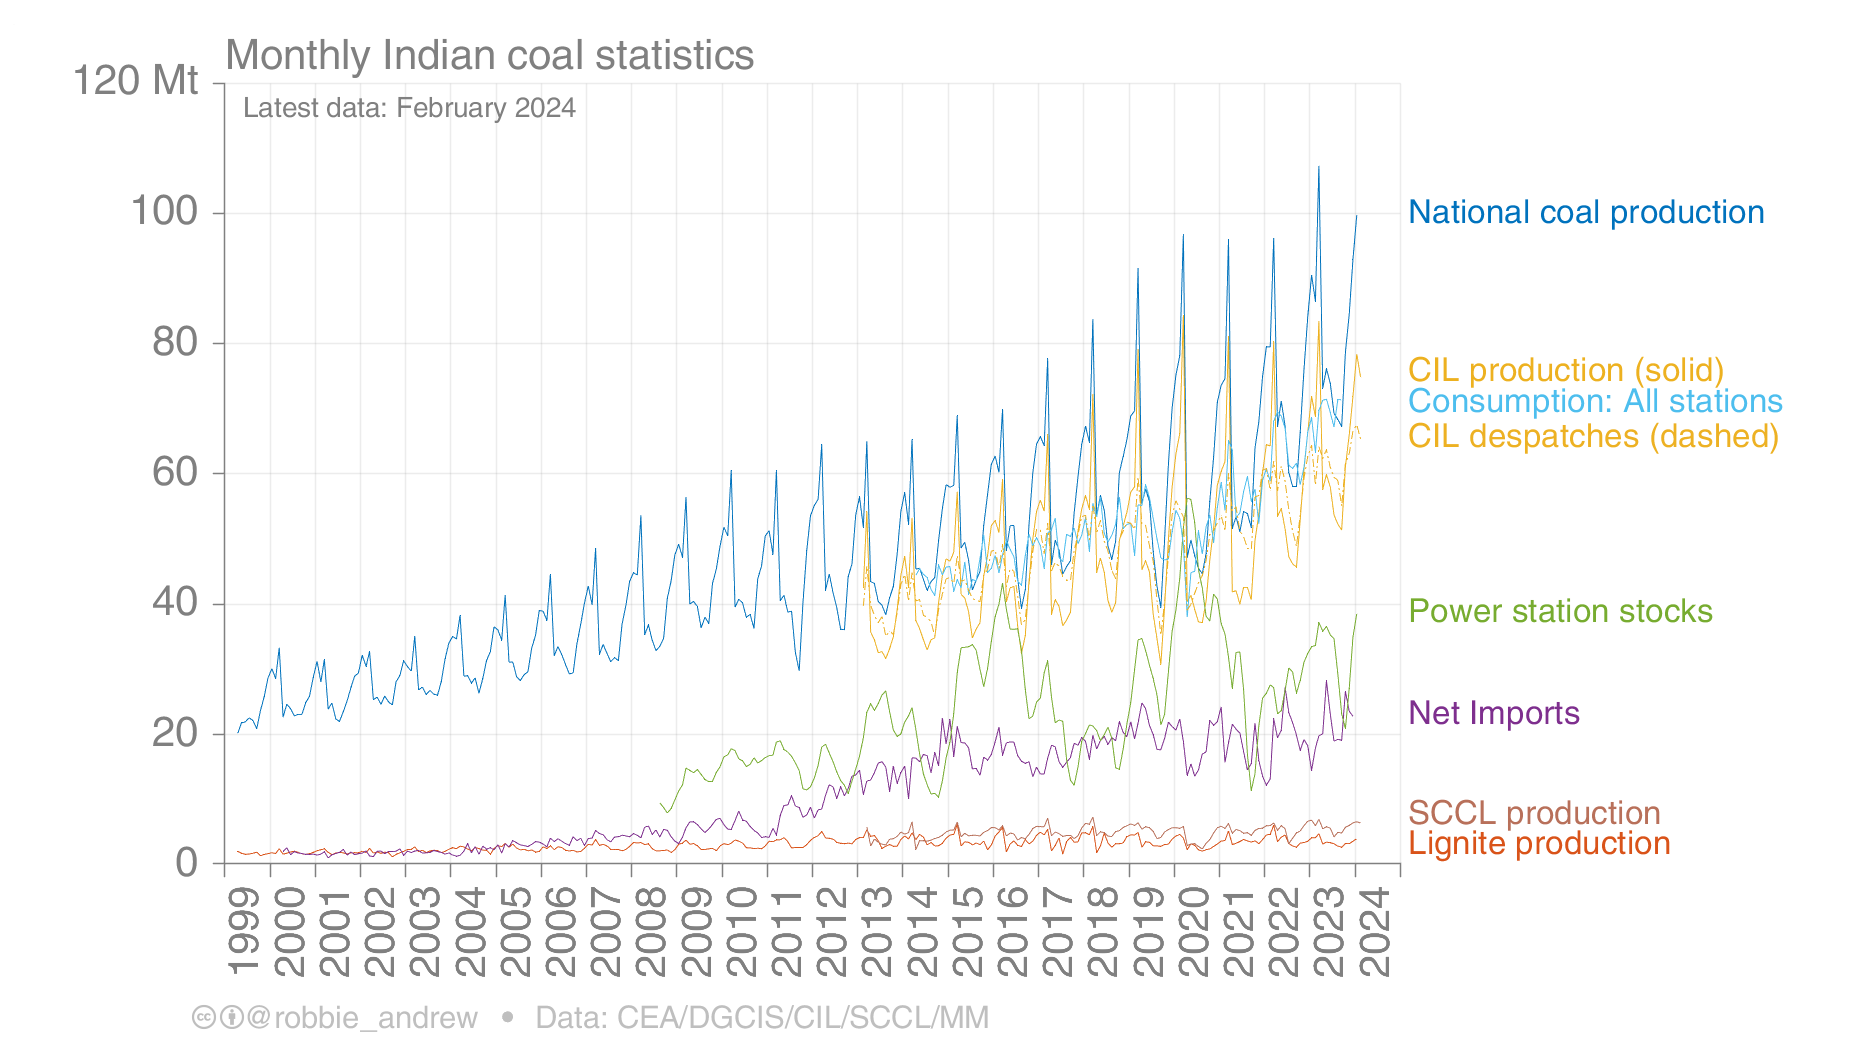 Monthly Indian coal statistics
120 Mt
Latest data: February 2024
100
80
60
40
20
0
National coal production
CIL production (solid)
Consumption: All stations
CIL despatches (dashed)
Power station stocks
Net Imports
SCCL production
Lignite production
1999 2000 2001 2002 2003 2004 2005 2006 2007 2008 2009 2010 2011 2012 2013 2014 2015 2016 2017 2018 2019 2020 2021 2022 2023 2024
cc @robbie_andrew • Data: CEA/DGCIS/CIL/SCCL/MM